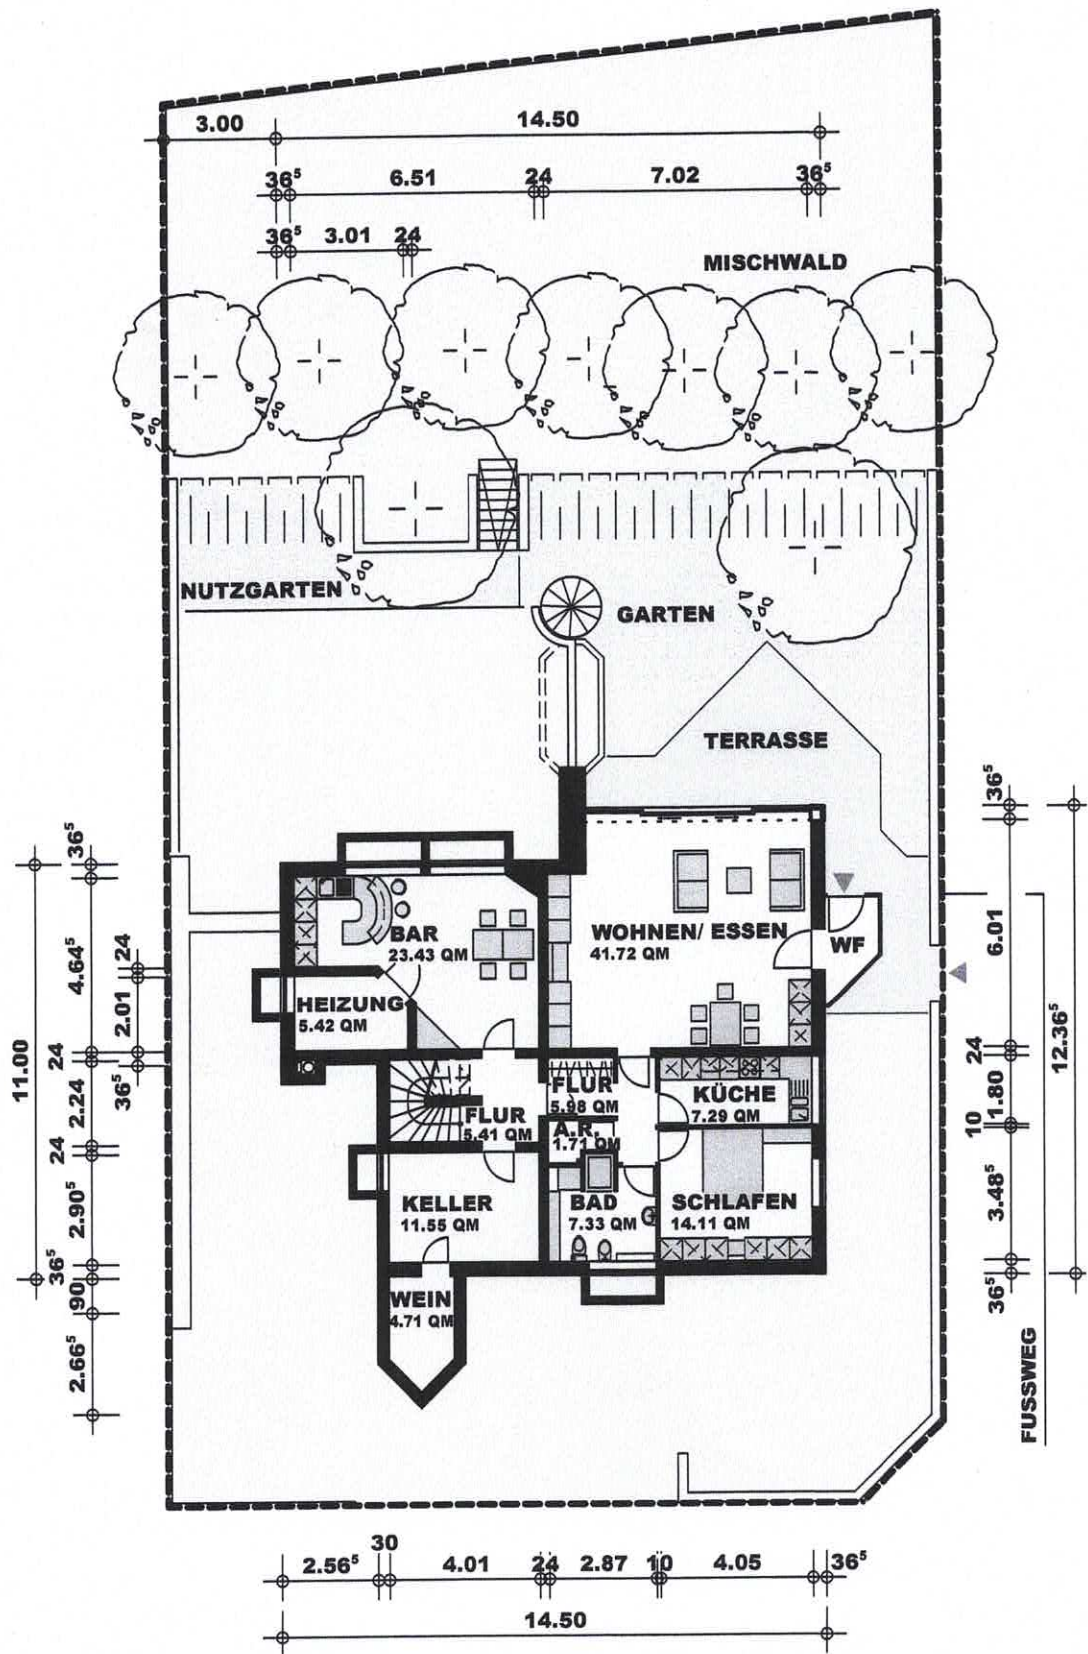 3.00 14.50
36⁵ 6.51 24 7.02 36⁵
36⁵ 3.01 24
MISCHWALD
NUTZGARTEN
GARTEN
TERRASSE
BAR
23.43 QM
WOHNEN/ ESSEN
41.72 QM
WF
HEIZUNG
5.42 QM
FLUR
5.98 QM
KÜCHE
7.29 QM
FLUR
5.41 QM
A.R.
1.71 QM
KELLER
11.55 QM
BAD
7.33 QM
SCHLAFEN
14.11 QM
WEIN
4.71 QM
11.00
36⁵
4.64⁵
24
2.24
24
2.90⁵
36⁵
90
2.66⁵
24
2.01
36⁵
36⁵
6.01
24
1.80
10
3.48⁵
36⁵
12.36⁵
FUSSWEG
2.56⁵ 30 4.01 24 2.87 10 4.05 36⁵
14.50